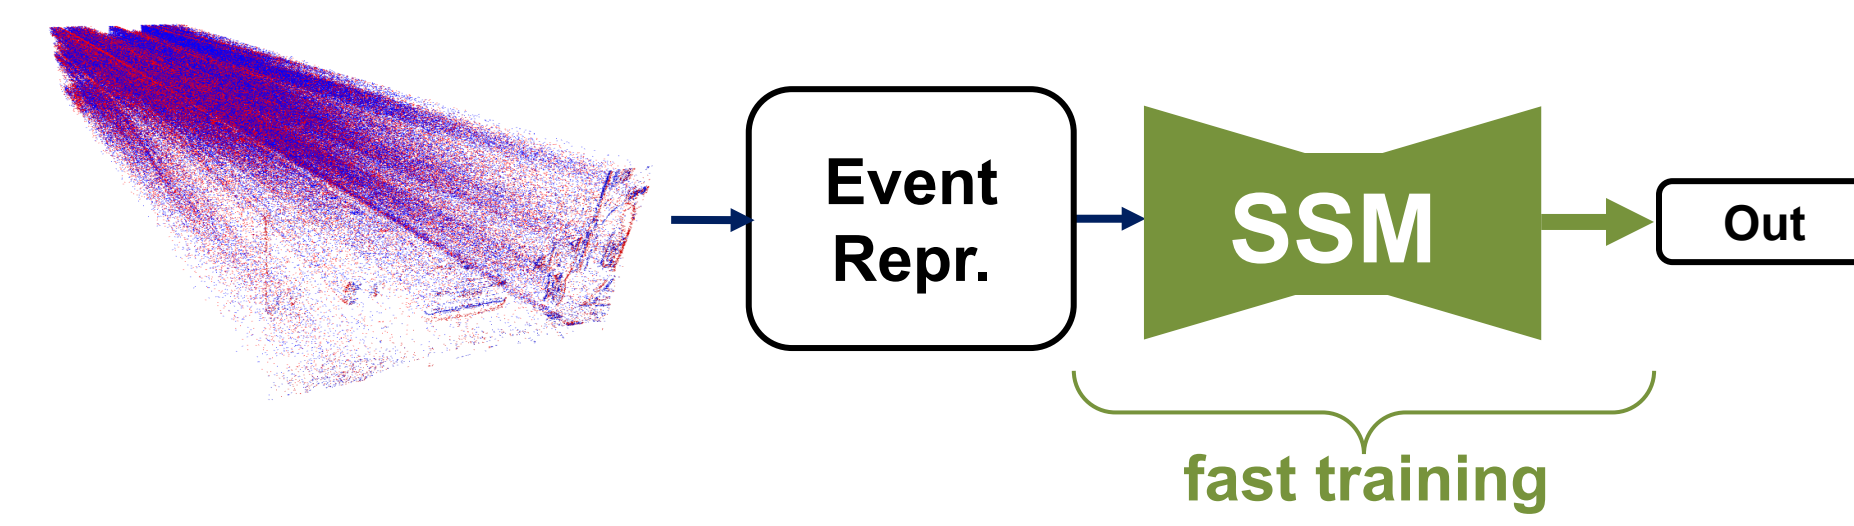 Event
Repr.
SSM
Out
fast training